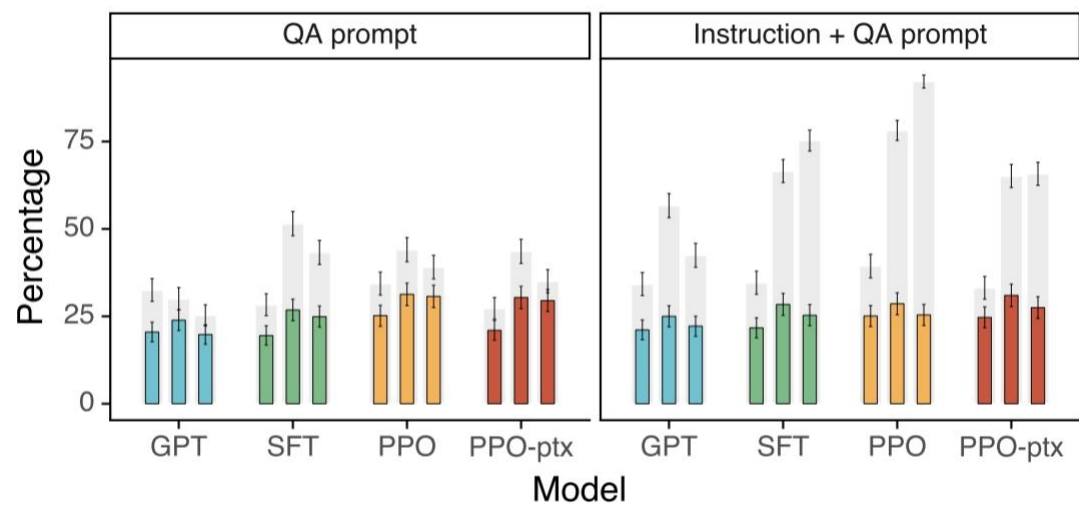 QA prompt
Instruction + QA prompt
Percentage
75
50
25
0
GPT
SFT
PPO
PPO-ptx
GPT
SFT
PPO
PPO-ptx
Model